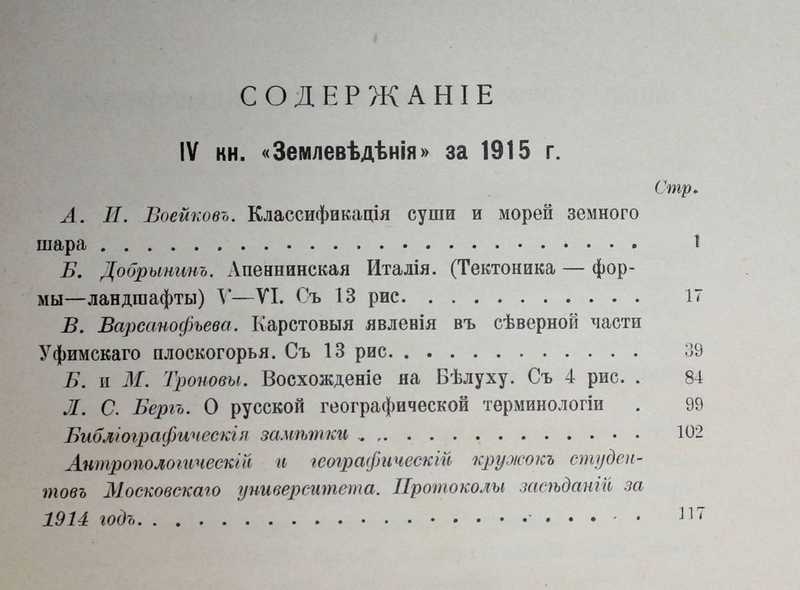 СОДЕРЖАНІЕ
IV кн. «Землевѣдѣнія» за 1915 г.
Стр.
А. И. Воейковъ. Классификація суши и морей земного
шара . . . . . . . . . . . . . . . . . . . . . . . . 1
Б. Добрынинъ. Апеннинская Италія. (Тектоника — фор-
мы—ландшафты) V—VI. Съ 13 рис. . . . . . . . . . . . 17
В. Варсанофьева. Карстовыя явленія въ сѣверной части
Уфимскаго плоскогорья. Съ 13 рис. . . . . . . . . . . . 39
Б. и М. Троновы. Восхожденіе на Бѣлуху. Съ 4 рис. . 84
Л. С. Бергъ. О русской географической терминологіи . 99
Библіографическія замѣтки . . . . . . . . . . . . . . 102
Антропологическій и географическій кружокъ студен-
товъ Московскаго университета. Протоколы засѣданій за
1914 годъ. . . . . . . . . . . . . . . . . . . . . . . 117